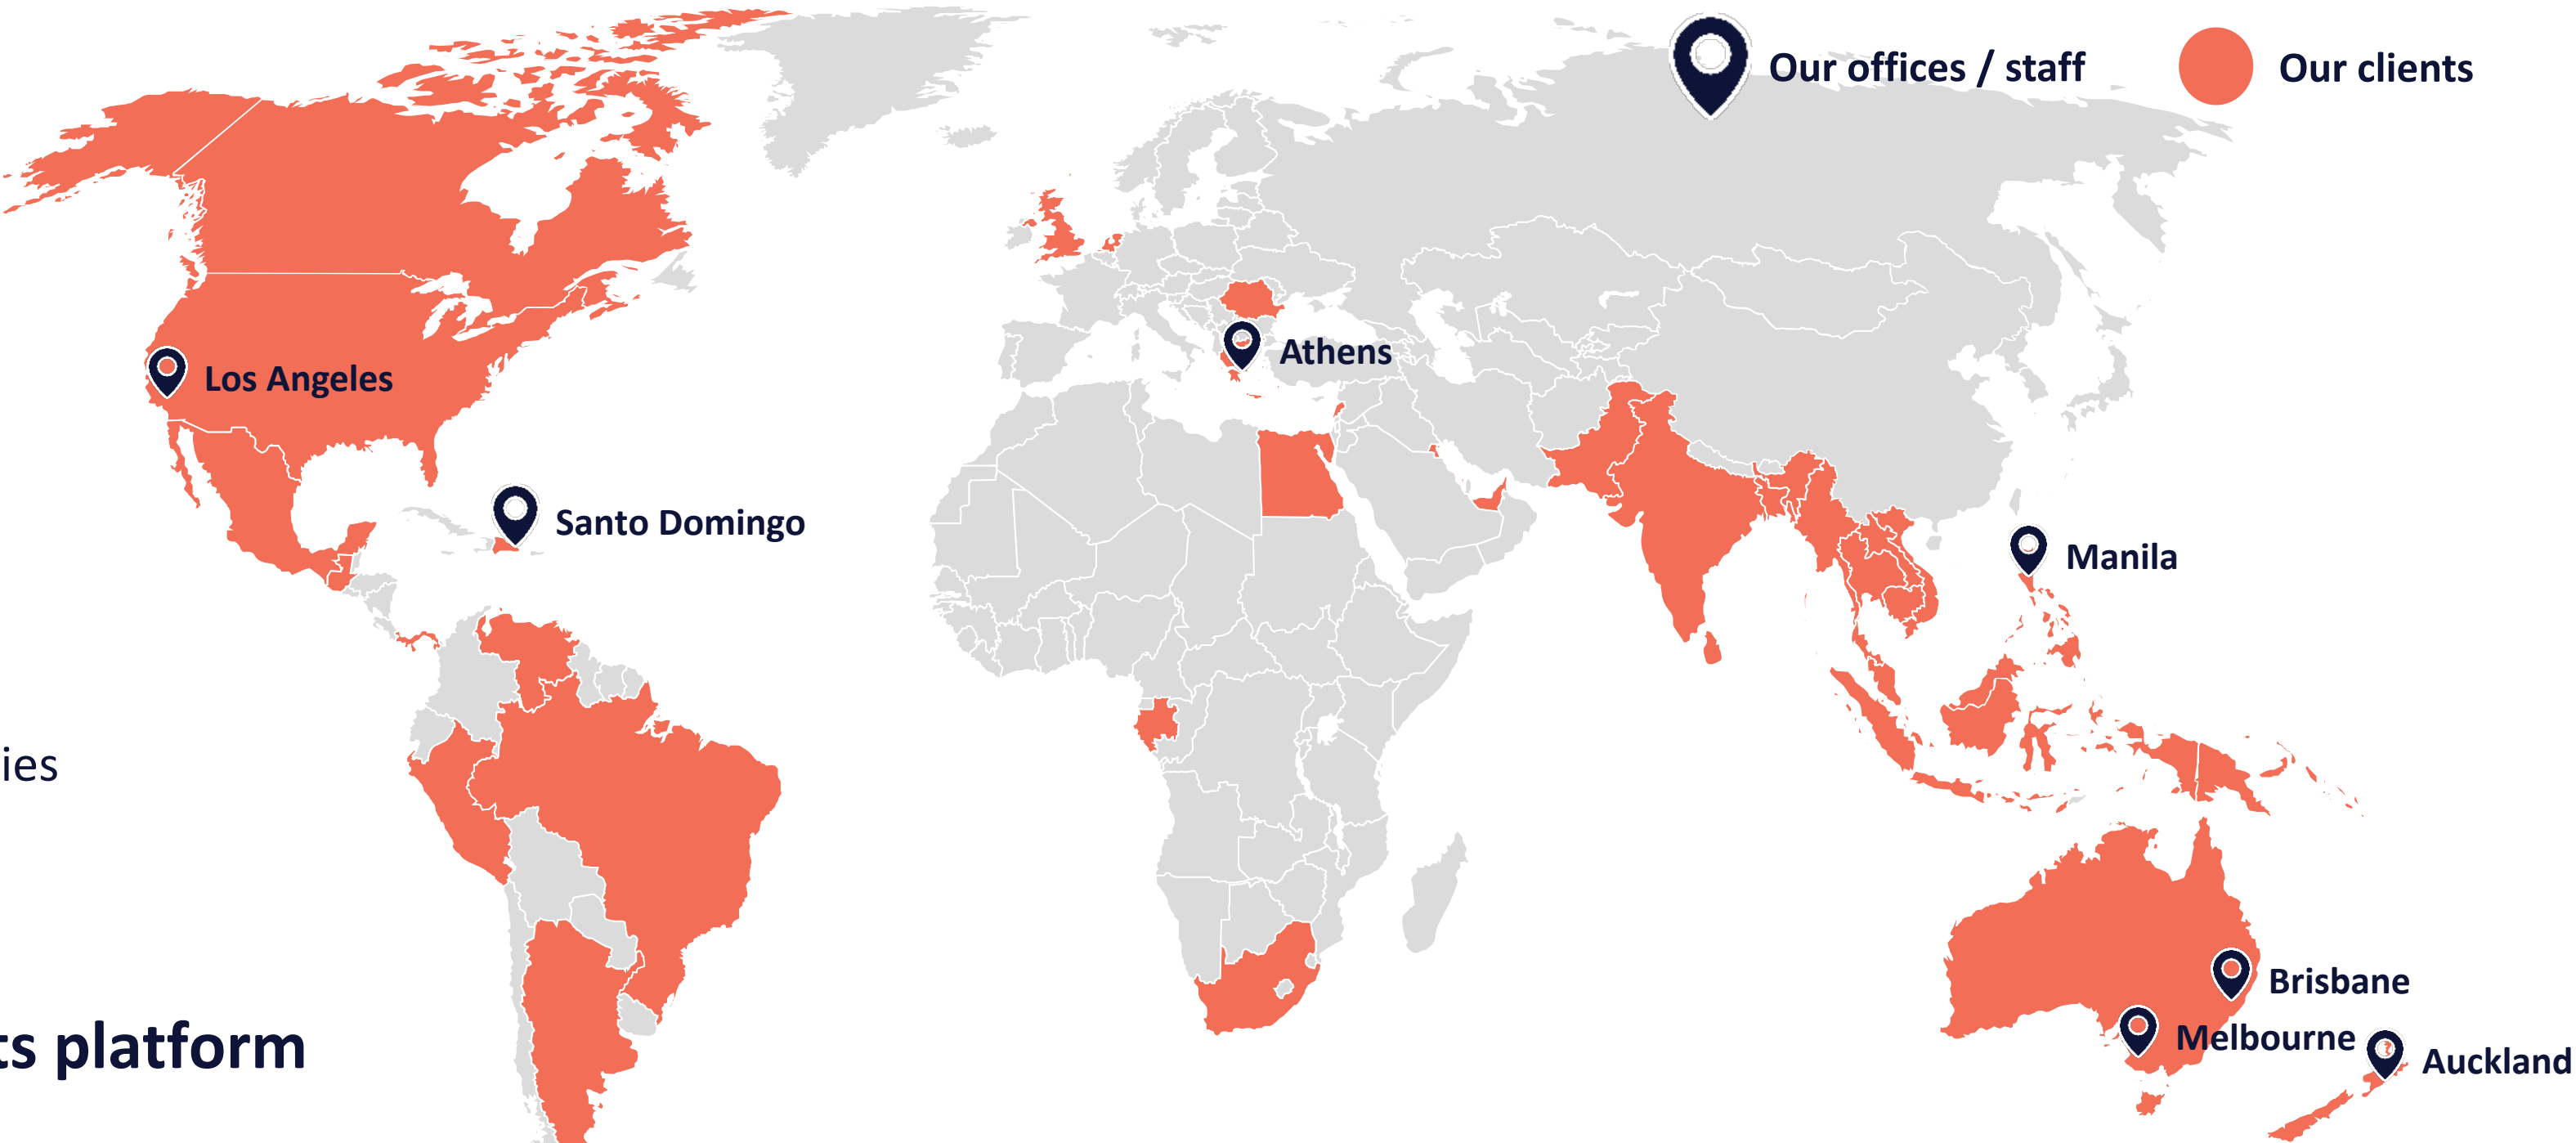 Our offices / staff
Our clients
Athens
Los Angeles
Santo Domingo
Manila
ies
Brisbane
Melbourne
ts platform
Auckland